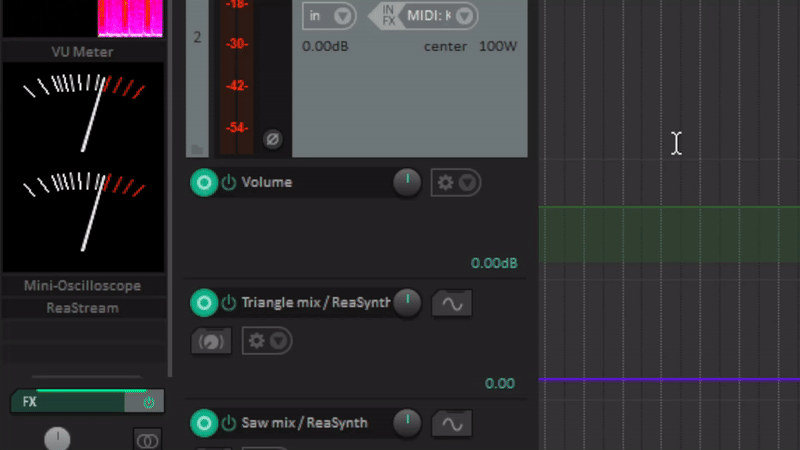 VU Meter
Mini-Oscilloscope
ReaStream
FX
2
-18-
-30-
-42-
-54-
in
IN
FX
MIDI:
0.00dB center 100W
Volume
0.00dB
Triangle mix / ReaSynth
0.00
Saw mix / ReaSynth